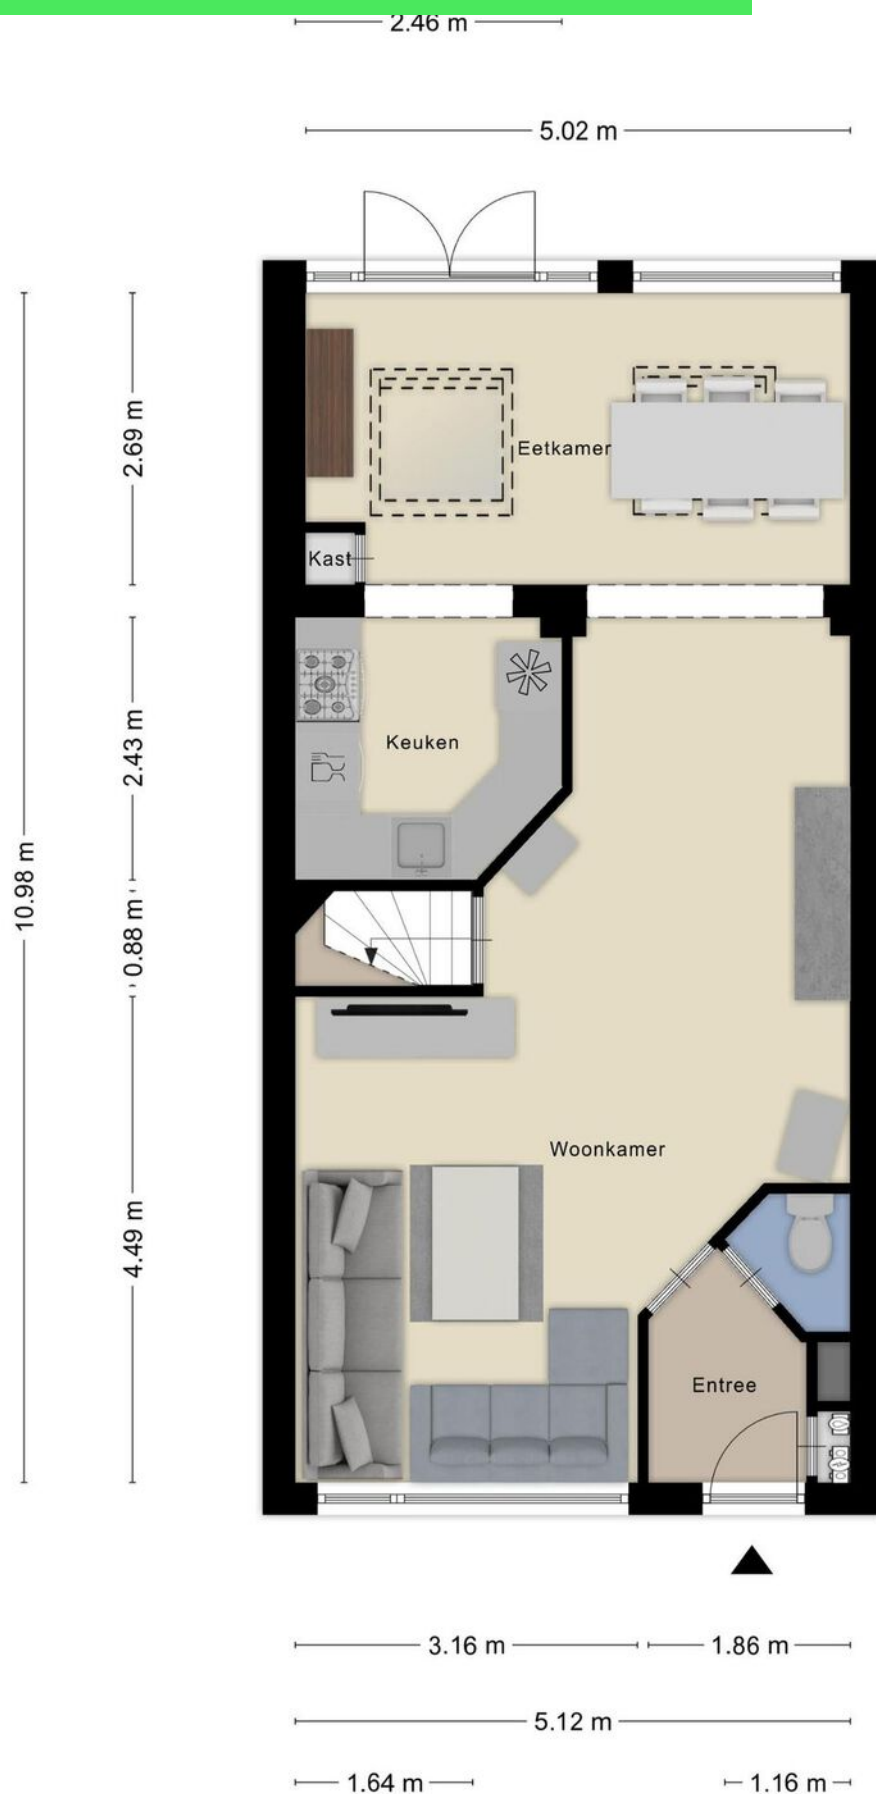 2.46 m
5.02 m
2.69 m
Eetkamer
Kast
2.43 m
Keuken
10.98 m
0.88 m
Woonkamer
4.49 m
Entree
3.16 m
1.86 m
5.12 m
1.64 m
1.16 m